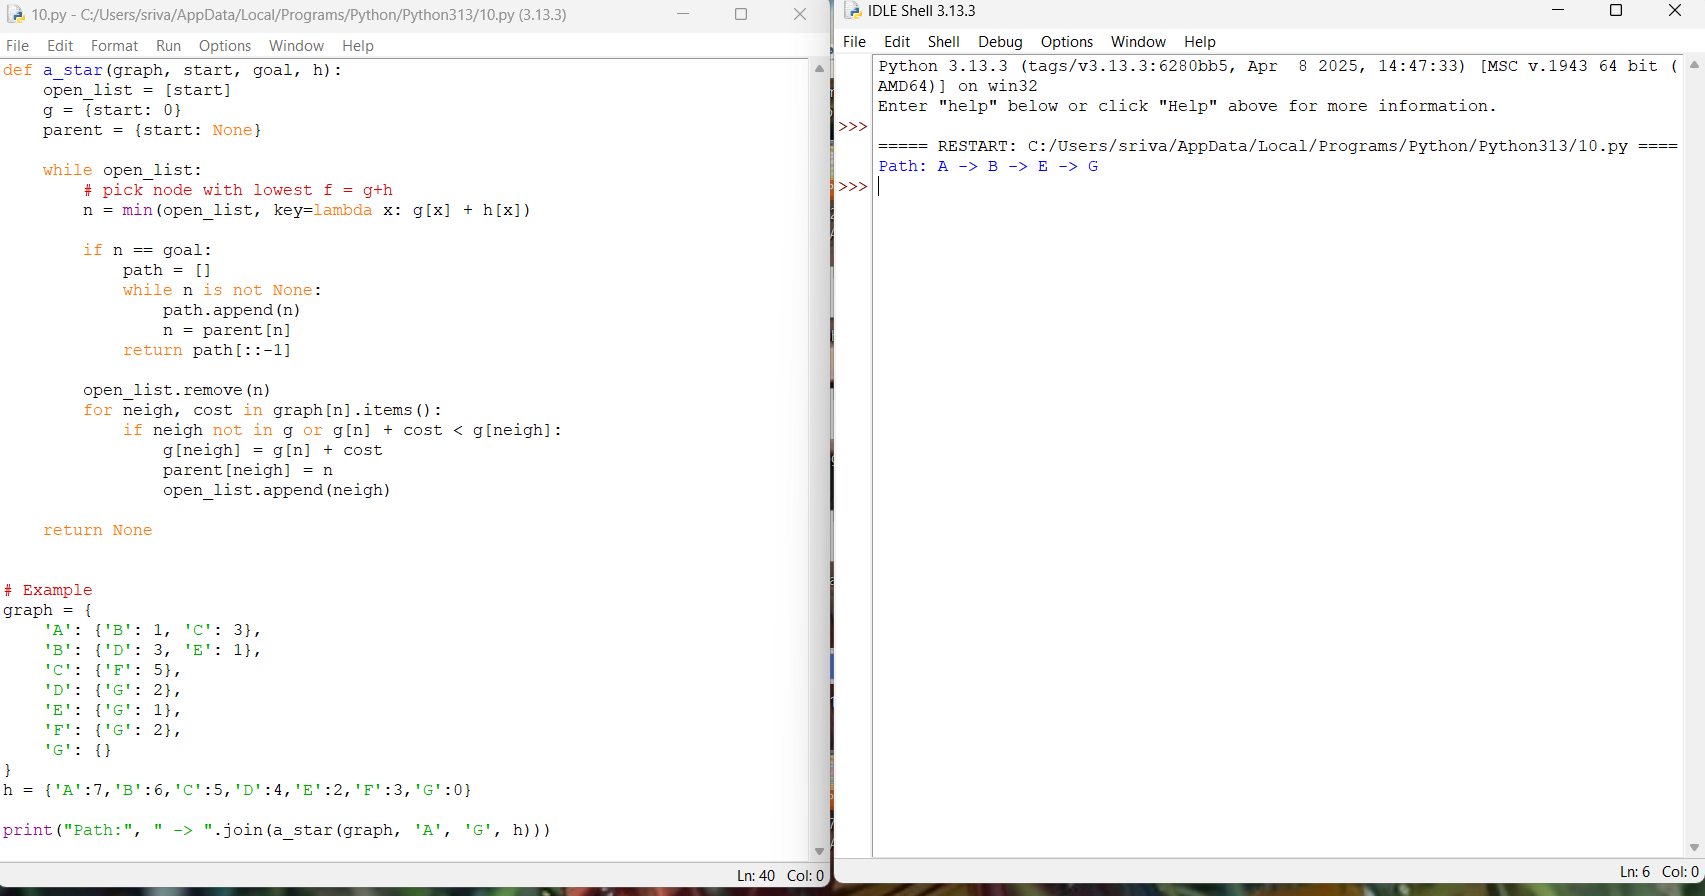 10.py - C:/Users/sriva/AppData/Local/Programs/Python/Python313/10.py (3.13.3)
File Edit Format Run Options Window Help
def a_star(graph, start, goal, h):
    open_list = [start]
    g = {start: 0}
    parent = {start: None}

    while open_list:
        # pick node with lowest f = g+h
        n = min(open_list, key=lambda x: g[x] + h[x])

        if n == goal:
            path = []
            while n is not None:
                path.append(n)
                n = parent[n]
            return path[::-1]

        open_list.remove(n)
        for neigh, cost in graph[n].items():
            if neigh not in g or g[n] + cost < g[neigh]:
                g[neigh] = g[n] + cost
                parent[neigh] = n
                open_list.append(neigh)

    return None

# Example
graph = {
    'A': {'B': 1, 'C': 3},
    'B': {'D': 3, 'E': 1},
    'C': {'F': 5},
    'D': {'G': 2},
    'E': {'G': 1},
    'F': {'G': 2},
    'G': {}
}
h = {'A':7,'B':6,'C':5,'D':4,'E':2,'F':3,'G':0}

print("Path:", " -> ".join(a_star(graph, 'A', 'G', h)))
Ln: 40 Col: 0
IDLE Shell 3.13.3
File Edit Shell Debug Options Window Help
Python 3.13.3 (tags/v3.13.3:6280bb5, Apr  8 2025, 14:47:33) [MSC v.1943 64 bit (
AMD64)] on win32
Enter "help" below or click "Help" above for more information.
>>>
===== RESTART: C:/Users/sriva/AppData/Local/Programs/Python/Python313/10.py ====
Path: A -> B -> E -> G
>>>
Ln: 6 Col: 0